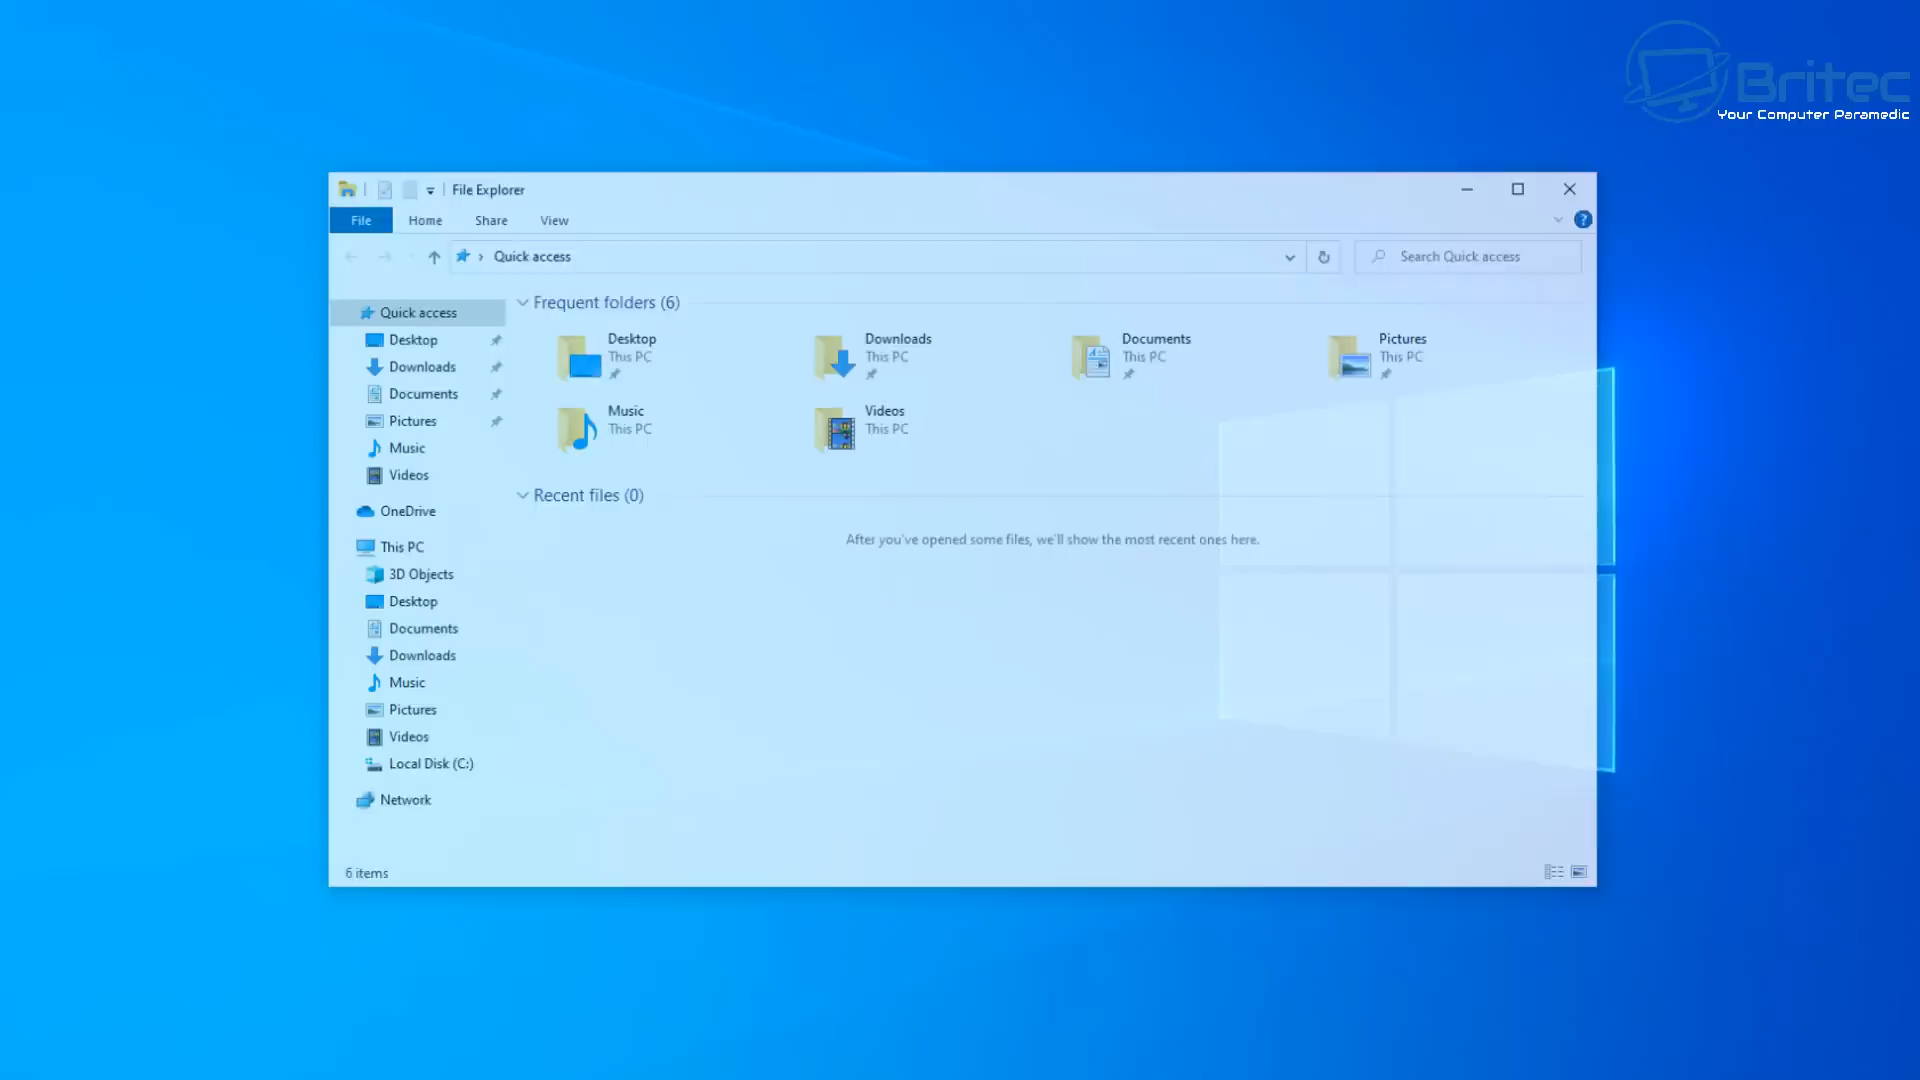 Britec
Your Computer Paramedic
File Explorer
File Home Share View
Quick access
Search Quick access
Quick access
Desktop
Downloads
Documents
Pictures
Music
Videos
OneDrive
This PC
3D Objects
Desktop
Documents
Downloads
Music
Pictures
Videos
Local Disk (C:)
Network
Frequent folders (6)
Desktop
This PC
Downloads
This PC
Documents
This PC
Pictures
This PC
Music
This PC
Videos
This PC
Recent files (0)
After you've opened some files, we'll show the most recent ones here.
6 items